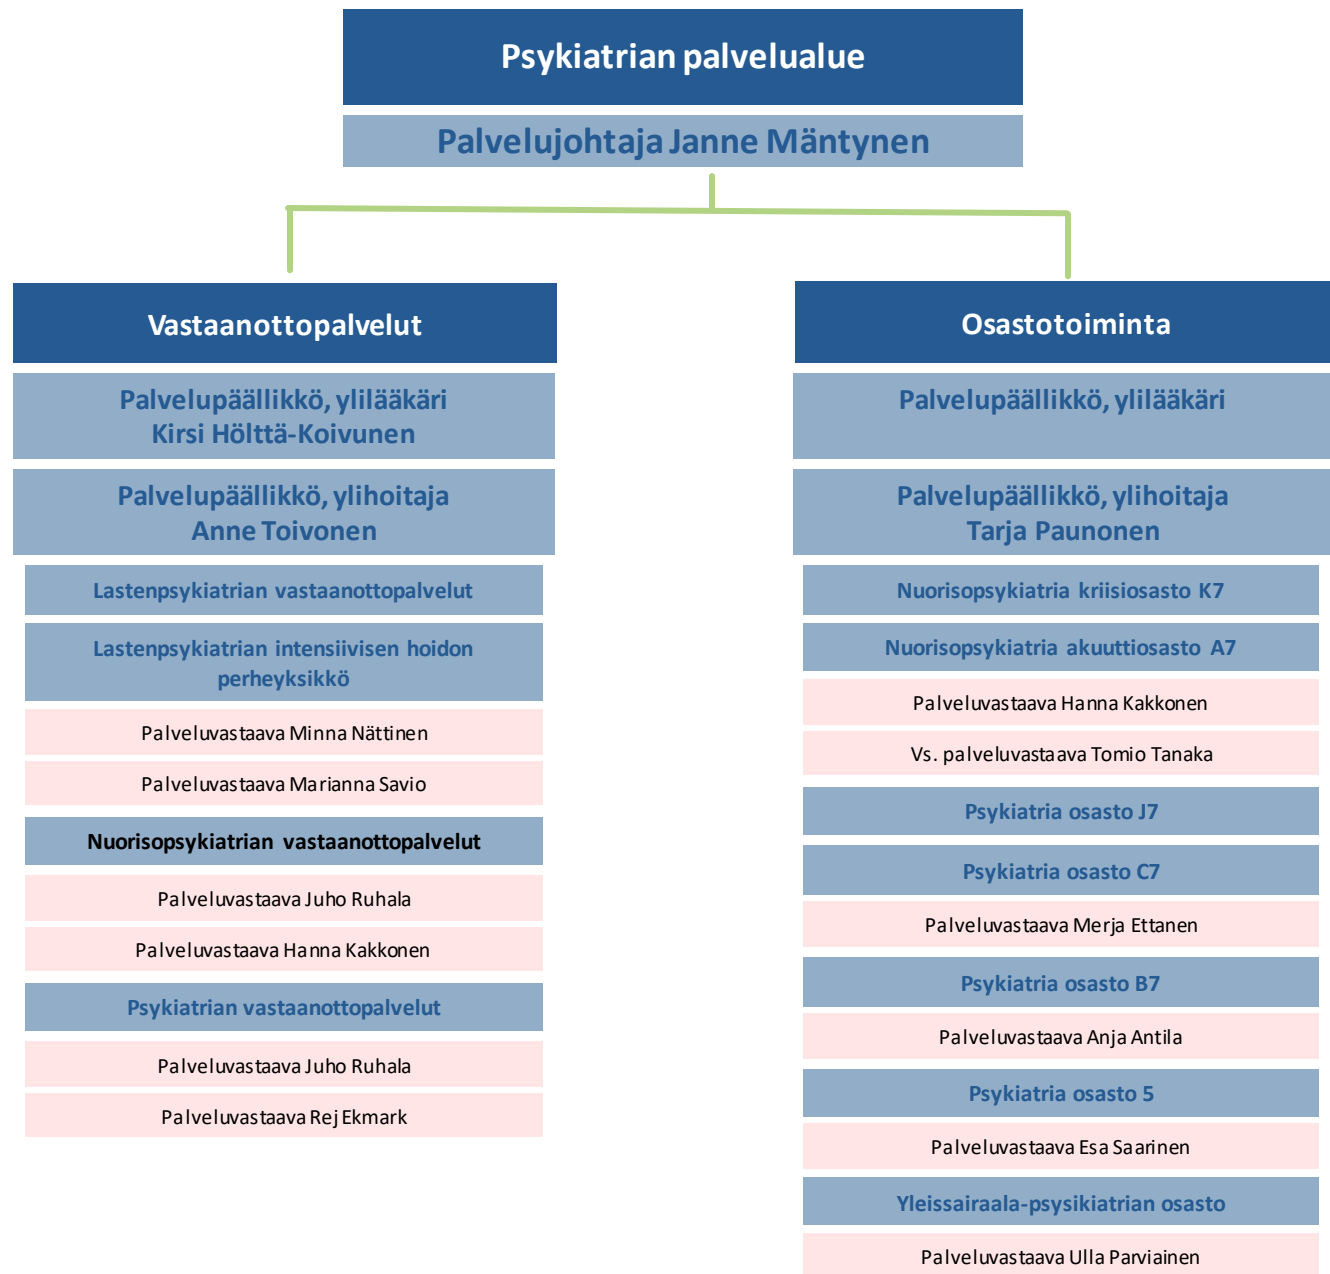 Psykiatrian palvelualue
Palvelujohtaja Janne Mäntynen
Vastaanottopalvelut
Palvelupäällikkö, ylilääkäri
Kirsi Hölttä-Koivunen
Palvelupäällikkö, ylihoitaja
Anne Toivonen
Lastenpsykiatrian vastaanottopalvelut
Lastenpsykiatrian intensiivisen hoidon
perheyksikkö
Palveluvastaava Minna Nättinen
Palveluvastaava Marianna Savio
Nuorisopsykiatrian vastaanottopalvelut
Palveluvastaava Juho Ruhala
Palveluvastaava Hanna Kakkonen
Psykiatrian vastaanottopalvelut
Palveluvastaava Juho Ruhala
Palveluvastaava Rej Ekmark
Osastotoiminta
Palvelupäällikkö, ylilääkäri
Palvelupäällikkö, ylihoitaja
Tarja Paunonen
Nuorisopsykiatria kriisiosasto K7
Nuorisopsykiatria akuuttiosasto A7
Palveluvastaava Hanna Kakkonen
Vs. palveluvastaava Tomio Tanaka
Psykiatria osasto J7
Psykiatria osasto C7
Palveluvastaava Merja Ettanen
Psykiatria osasto B7
Palveluvastaava Anja Antila
Psykiatria osasto 5
Palveluvastaava Esa Saarinen
Yleissairaala-psysikiatrian osasto
Palveluvastaava Ulla Parviainen